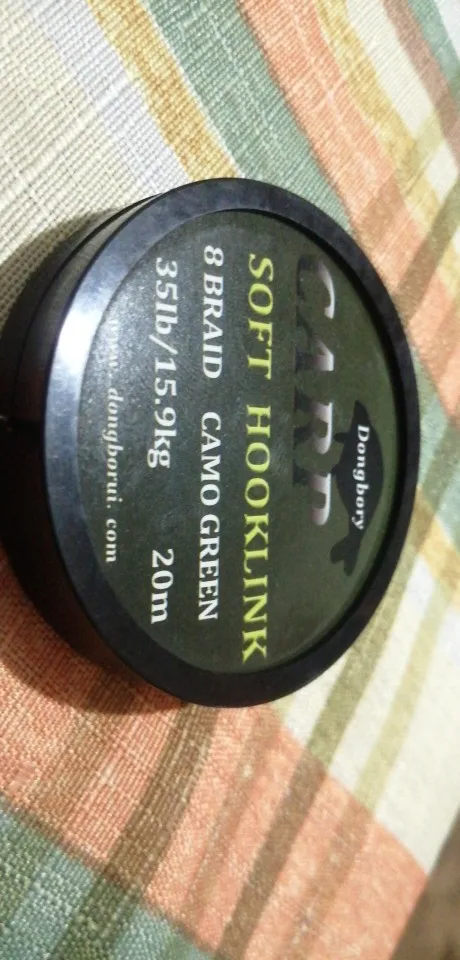 Dongbory
CARP
SOFT HOOKLINK
8 BRAID CAMO GREEN
35lb/15.9kg 20m
www.dongborui.com